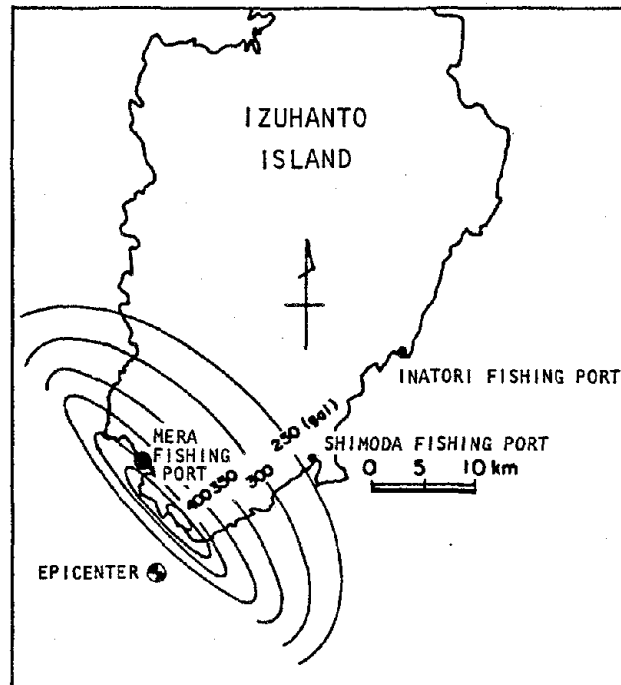 IZUHANTO
ISLAND
INATORI FISHING PORT
250 (gal)
SHIMODA FISHING PORT
MERA
FISHING
PORT
400 350 300
0 5 10 km
EPICENTER